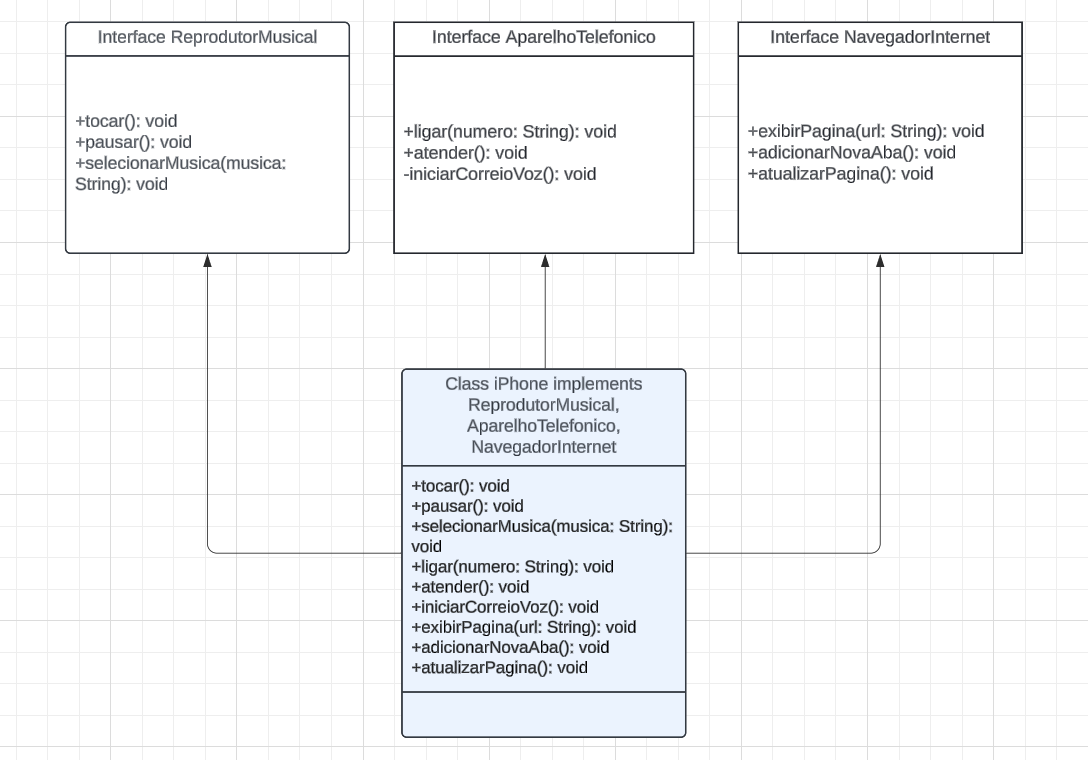 Interface ReprodutorMusical
+tocar(): void
+pausar(): void
+selecionarMusica(musica:
String): void
Interface AparelhoTelefonico
+ligar(numero: String): void
+atender(): void
-iniciarCorreioVoz(): void
Interface NavegadorInternet
+exibirPagina(url: String): void
+adicionarNovaAba(): void
+atualizarPagina(): void
Class iPhone implements
ReprodutorMusical,
AparelhoTelefonico,
NavegadorInternet
+tocar(): void
+pausar(): void
+selecionarMusica(musica: String):
void
+ligar(numero: String): void
+atender(): void
+iniciarCorreioVoz(): void
+exibirPagina(url: String): void
+adicionarNovaAba(): void
+atualizarPagina(): void